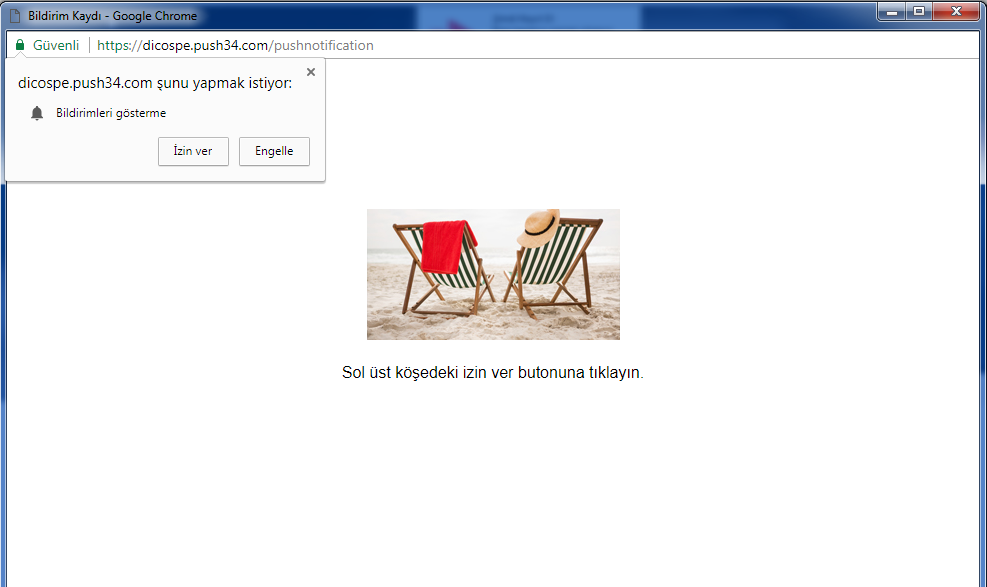 Bildirim Kaydı - Google Chrome
Güvenli https://dicospe.push34.com/pushnotification
dicospe.push34.com şunu yapmak istiyor:
Bildirimleri gösterme
İzin ver Engelle
Sol üst köşedeki izin ver butonuna tıklayın.